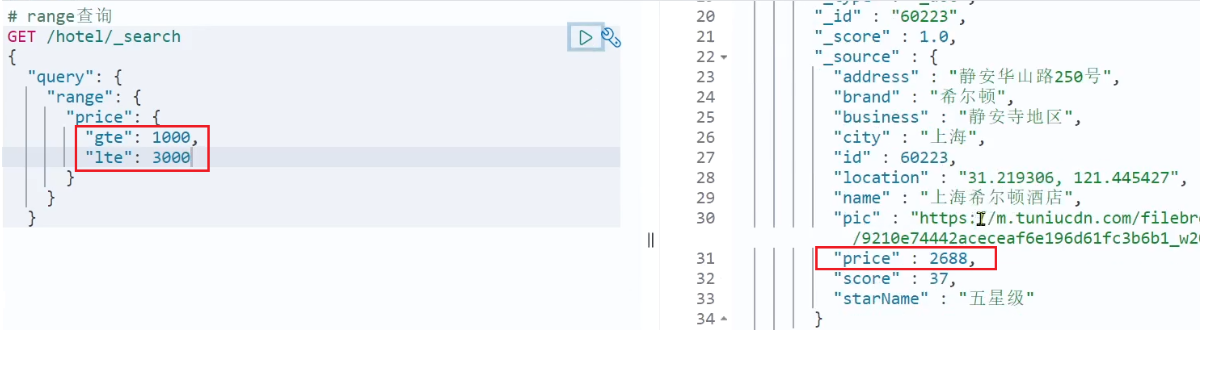 # range查询
GET /hotel/_search
{
  "query": {
    "range": {
      "price": {
        "gte": 1000,
        "lte": 3000
      }
    }
  }
20
"_id" : "60223",
21
"_score" : 1.0,
22
"_source" : {
23
"address" : "静安华山路250号",
24
"brand" : "希尔顿",
25
"business" : "静安寺地区",
26
"city" : "上海",
27
"id" : 60223,
28
"location" : "31.219306, 121.445427",
29
"name" : "上海希尔顿酒店",
30
"pic" : "https://m.tuniucdn.com/filebr
/9210e74442aceceaf6e196d61fc3b6b1_w2
31
"price" : 2688,
32
"score" : 37,
33
"starName" : "五星级"
34
}